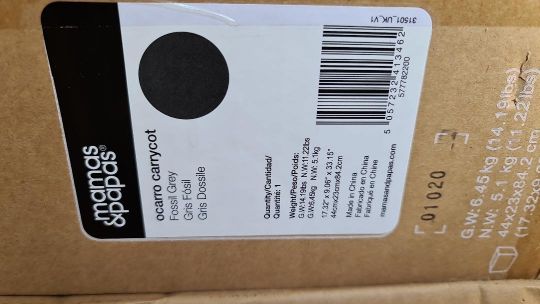 mamas
&papas®
ocarro carrycot
Fossil Grey
Gris Fósil
Gris Dossile
Quantity/Cantidad/
Quantité: 1
Weight/Peso/Poids:
G.W:14.19lbs N.W:11.22lbs
G.W:6.45kg N.W: 5.1kg
17.32" x 9.06" x 33.15"
44cmx23cmx84.2cm
Made in China
Fabricado en China
Fabriqué en Chine
mamasandpapas.com
5 057232 413462
577782200
31501_UK_V1
01020
G.W: 6.45 kg (14.19lbs)
N.W: 5.1 kg (11.22lbs)
44x23x84.2 cm